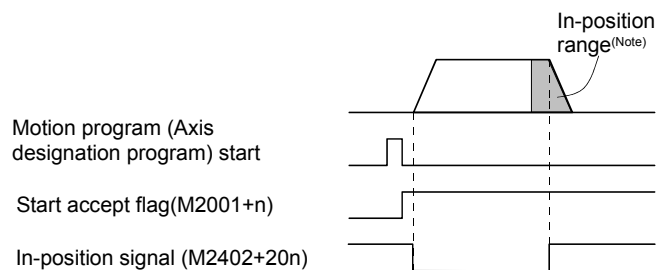 In-position
range(Note)
Motion program (Axis
designation program) start
Start accept flag(M2001+n)
In-position signal (M2402+20n)